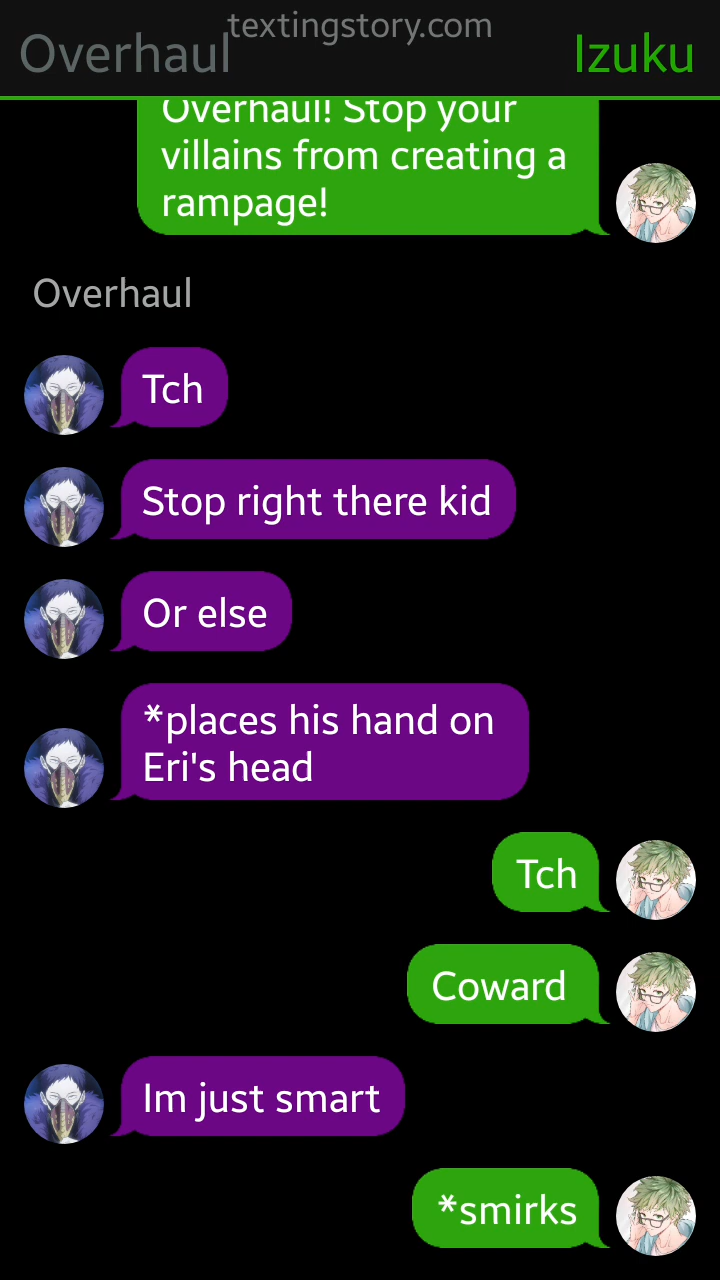 textingstory.com
Overhaul
Izuku
Overhaul! Stop your
villains from creating a
rampage!
Overhaul
Tch
Stop right there kid
Or else
*places his hand on
Eri's head
Tch
Coward
Im just smart
*smirks